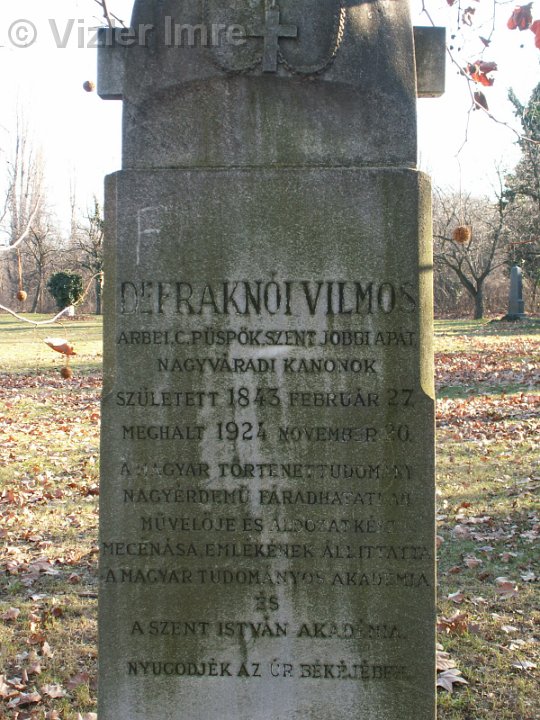 © Vizier Imre
F
DE FRAKNÓI VILMOS
ARBEI. C. PÜSPÖK, SZENT JOBBI APÁT,
NAGYVÁRADI KANONOK
SZÜLETETT 1843 FEBRUÁR 27.
MEGHALT 1924 NOVEMBER 20.
A MAGYAR TÖRTÉNETTUDOMÁNY
NAGYÉRDEMŰ FÁRADHATATLAN
MŰVELŐJE ÉS ÁLDOZATKÉSZ
MECÉNÁSA EMLÉKÉNEK ÁLLÍTTATTA
A MAGYAR TUDOMÁNYOS AKADÉMIA
ÉS
A SZENT ISTVÁN AKADÉMIA.
NYUGODJÉK AZ ÚR BÉKÉJÉBEN.